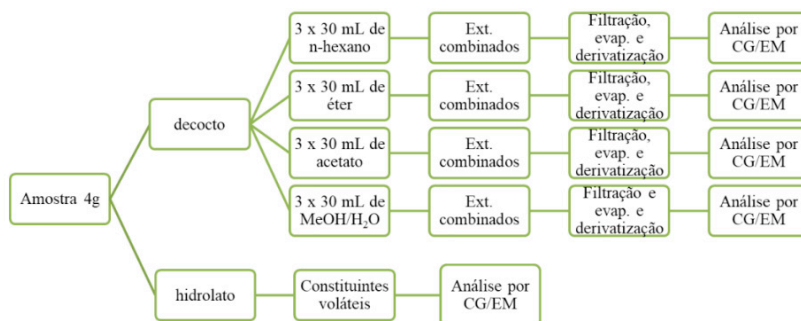 Amostra 4g
decocto
3 x 30 mL de
n-hexano
Ext.
combinados
Filtração,
evap. e
derivatização
Análise por
CG/EM
3 x 30 mL de
éter
Ext.
combinados
Filtração,
evap. e
derivatização
Análise por
CG/EM
3 x 30 mL de
acetato
Ext.
combinados
Filtração,
evap. e
derivatização
Análise por
CG/EM
3 x 30 mL de
MeOH/H₂O
Ext.
combinados
Filtração e
evap. e
derivatização
Análise por
CG/EM
hidrolato
Constituintes
voláteis
Análise por
CG/EM